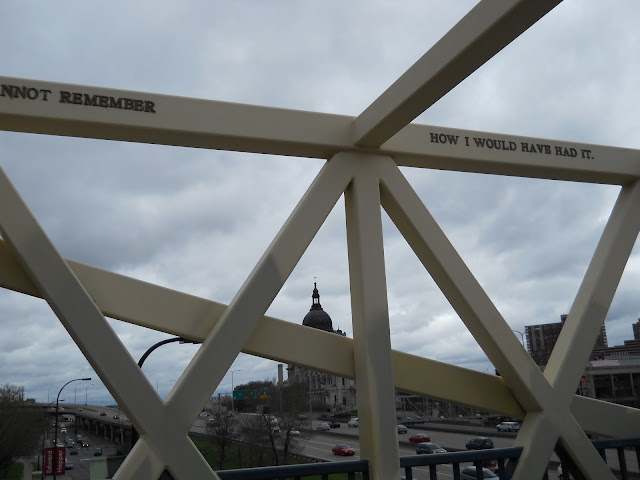 NNOT REMEMBER
HOW I WOULD HAVE HAD IT.